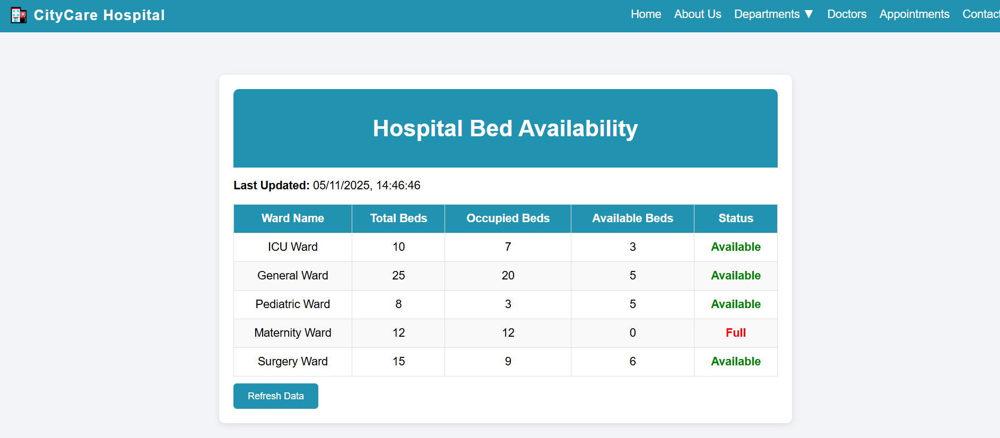 CityCare Hospital
Home About Us Departments ▼ Doctors Appointments Contact
Hospital Bed Availability
Last Updated: 05/11/2025, 14:46:46
Ward Name Total Beds Occupied Beds Available Beds Status
ICU Ward 10 7 3 Available
General Ward 25 20 5 Available
Pediatric Ward 8 3 5 Available
Maternity Ward 12 12 0 Full
Surgery Ward 15 9 6 Available
Refresh Data